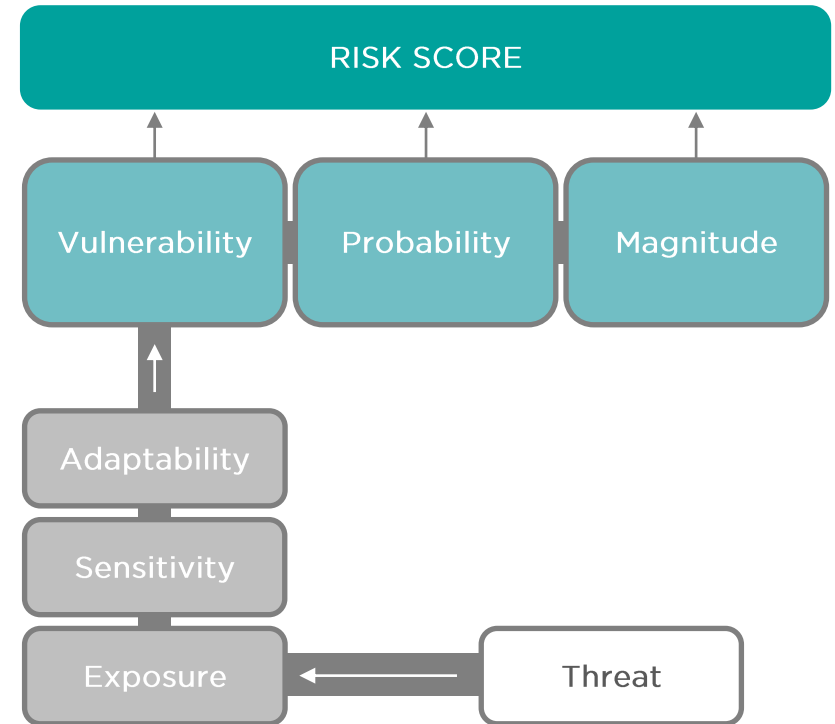 RISK SCORE
Vulnerability
Probability
Magnitude
Adaptability
Sensitivity
Exposure
Threat